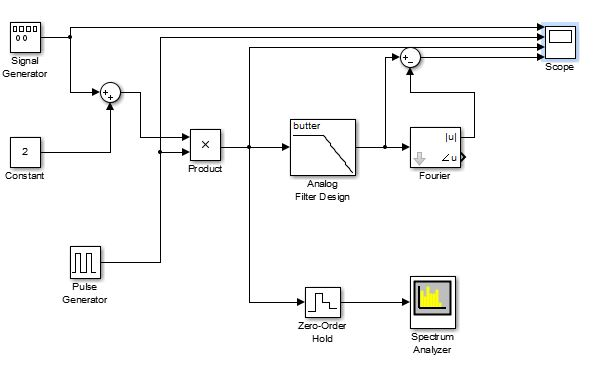 Signal
Generator
2
Constant
Product
butter
Analog
Filter Design
|u|
∠u
Fourier
Scope
Pulse
Generator
Zero-Order
Hold
Spectrum
Analyzer